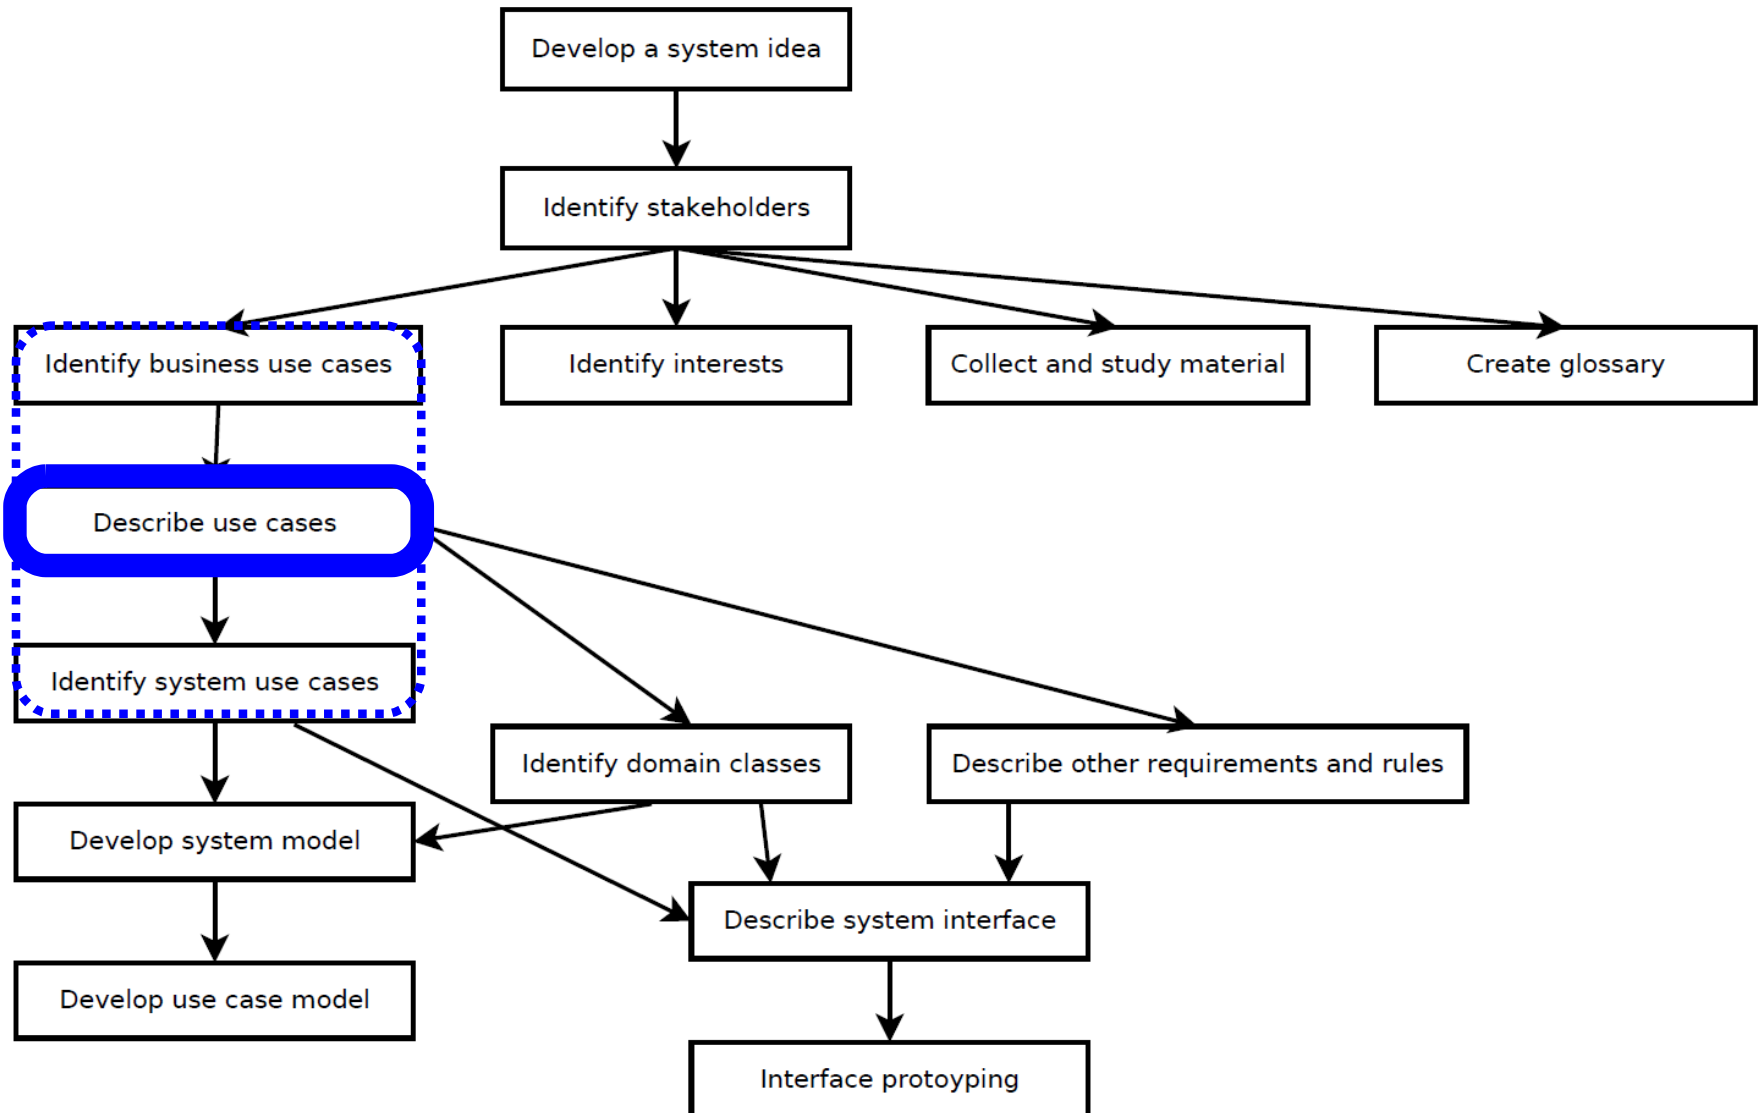 Develop a system idea
Identify stakeholders
Identify business use cases
Identify interests
Collect and study material
Create glossary
Describe use cases
Identify system use cases
Identify domain classes
Describe other requirements and rules
Develop system model
Describe system interface
Develop use case model
Interface protoyping